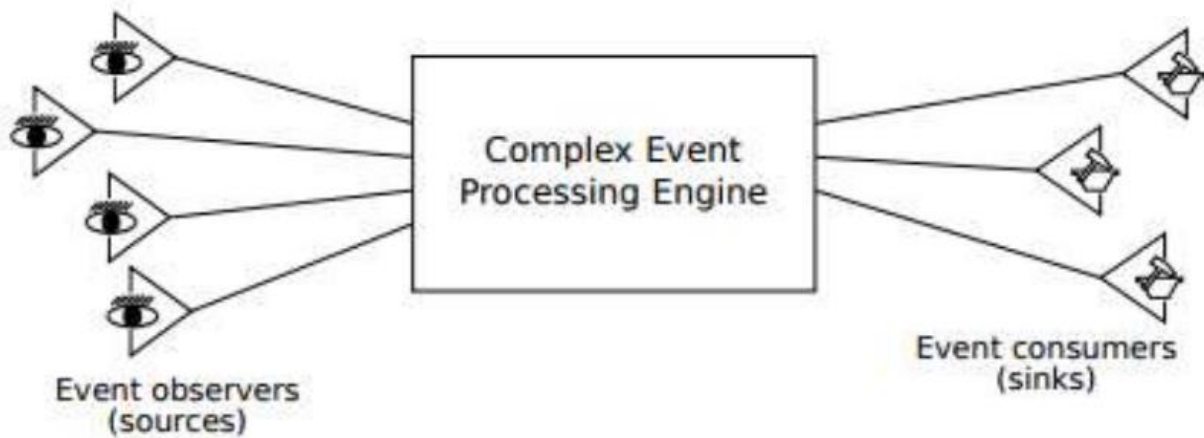 Complex Event
Processing Engine
Event observers
(sources)
Event consumers
(sinks)